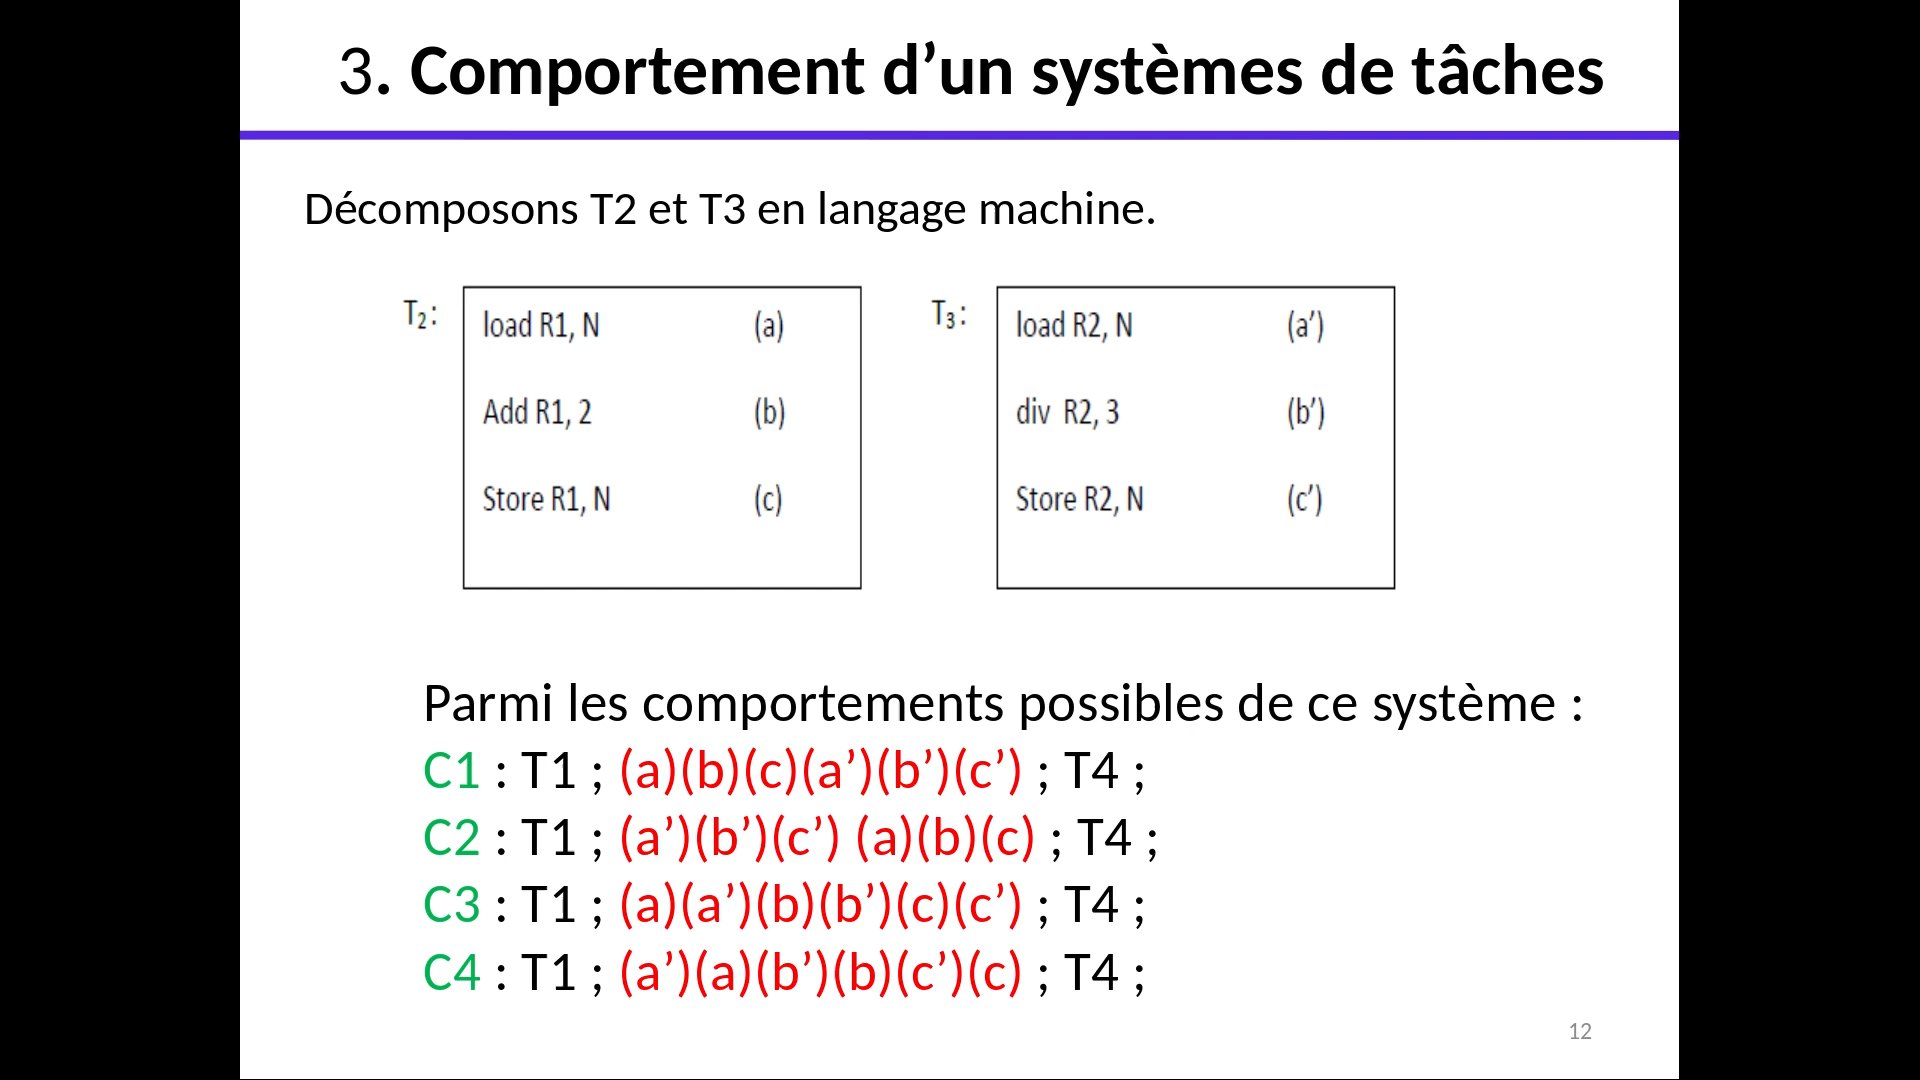 3. Comportement d’un systèmes de tâches
Décomposons T2 et T3 en langage machine.
T2 : load R1, N (a) T3 : load R2, N (a’)
Add R1, 2 (b) div R2, 3 (b’)
Store R1, N (c) Store R2, N (c’)
Parmi les comportements possibles de ce système :
C1 : T1 ; (a)(b)(c)(a’)(b’)(c’) ; T4 ;
C2 : T1 ; (a’)(b’)(c’) (a)(b)(c) ; T4 ;
C3 : T1 ; (a)(a’)(b)(b’)(c)(c’) ; T4 ;
C4 : T1 ; (a’)(a)(b’)(b)(c’)(c) ; T4 ;
12